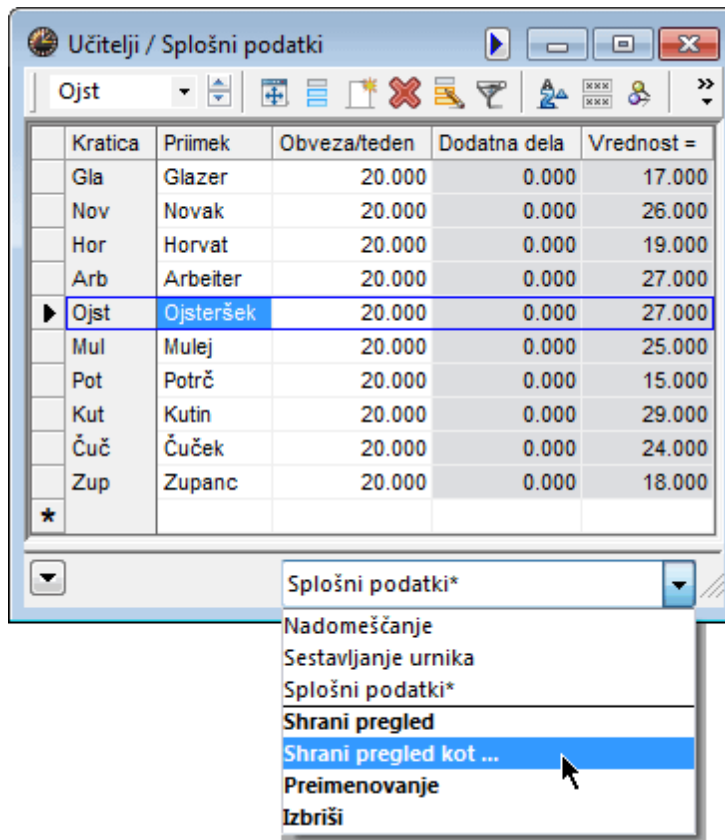 Učitelji / Splošni podatki
Ojst
Kratica Priimek Obveza/teden Dodatna dela Vrednost =
Gla Glazer 20.000 0.000 17.000
Nov Novak 20.000 0.000 26.000
Hor Horvat 20.000 0.000 19.000
Arb Arbeiter 20.000 0.000 27.000
Ojst Ojsteršek 20.000 0.000 27.000
Mul Mulej 20.000 0.000 25.000
Pot Potrč 20.000 0.000 15.000
Kut Kutin 20.000 0.000 29.000
Čuč Čuček 20.000 0.000 24.000
Zup Zupanc 20.000 0.000 18.000
*
Splošni podatki*
Nadomeščanje
Sestavljanje urnika
Splošni podatki*
Shrani pregled
Shrani pregled kot ...
Preimenovanje
Izbriši